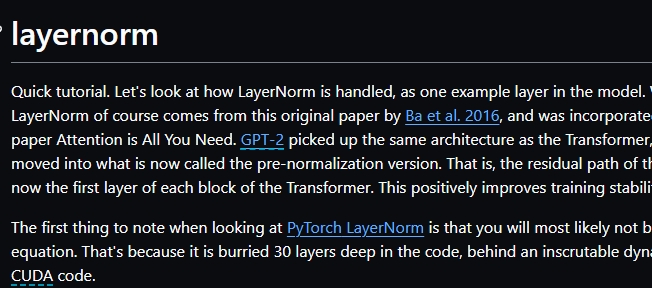 layernorm
Quick tutorial. Let's look at how LayerNorm is handled, as one example layer in the model.
LayerNorm of course comes from this original paper by Ba et al. 2016, and was incorporate
paper Attention is All You Need. GPT-2 picked up the same architecture as the Transformer,
moved into what is now called the pre-normalization version. That is, the residual path of th
now the first layer of each block of the Transformer. This positively improves training stabili
The first thing to note when looking at PyTorch LayerNorm is that you will most likely not b
equation. That's because it is burried 30 layers deep in the code, behind an inscrutable dyna
CUDA code.